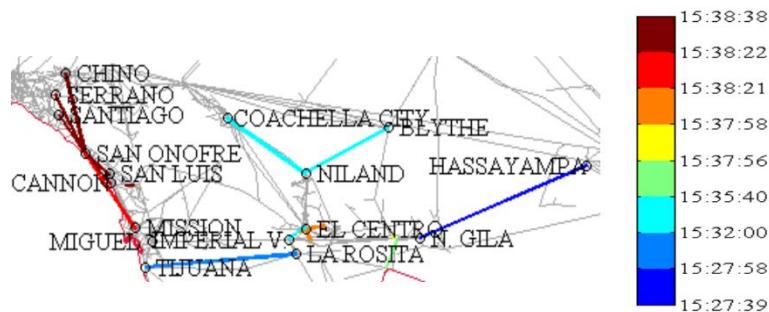 CHINO
SERRANO
SANTIAGO
COACHELLA CITY
BLYTHE
SAN ONOFRE
HASSAYAMPA
SAN LUIS
CANNON
NILAND
MISSION
EL CENTRO
MIGUEL
IMPERIAL V.
N. GILA
LA ROSITA
TIJUANA
15:38:38
15:38:22
15:38:21
15:37:58
15:37:56
15:35:40
15:32:00
15:27:58
15:27:39